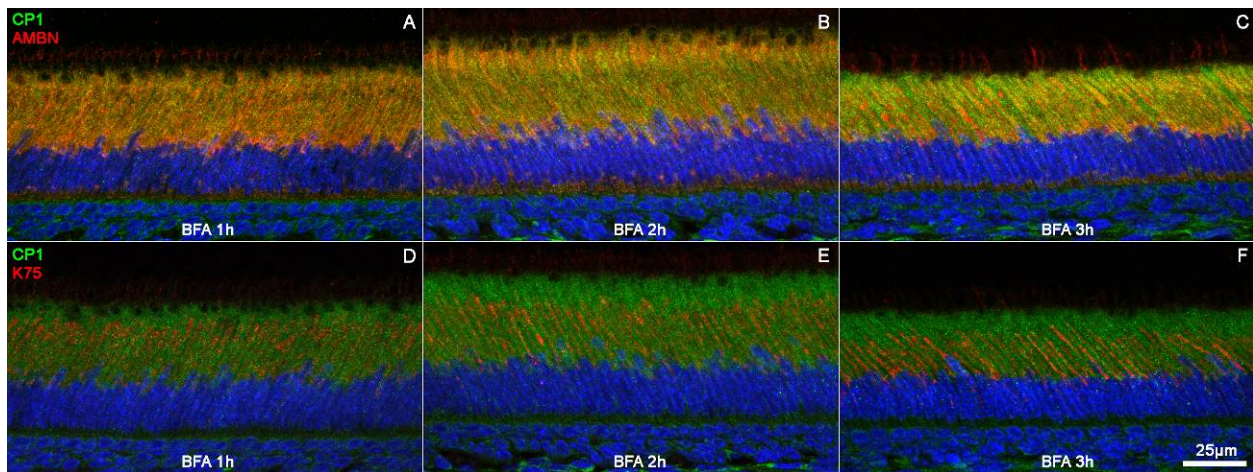 CP1
AMBN
A
BFA 1h
B
BFA 2h
C
BFA 3h
CP1
K75
D
BFA 1h
E
BFA 2h
F
BFA 3h
25µm